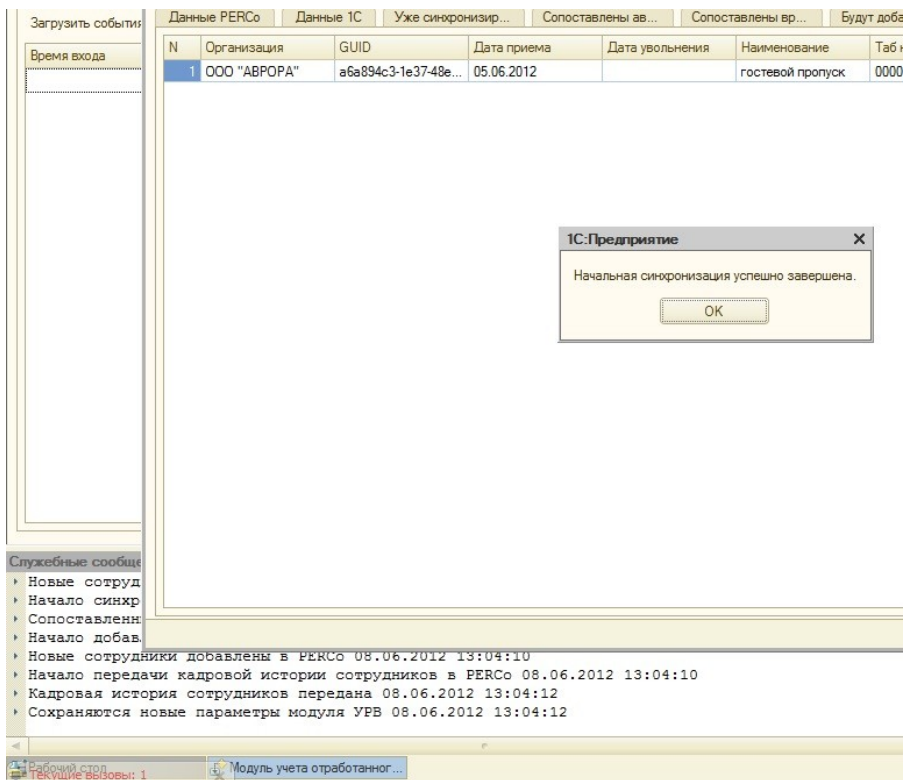 Загрузить события
Данные PERCo Данные 1С Уже синхронизир... Сопоставлены ав... Сопоставлены вр... Будут доба
Время входа
N Организация GUID Дата приема Дата увольнения Наименование Таб н
1 ООО "АВРОРА" a6a894c3-1e37-48e... 05.06.2012 гостевой пропуск 0000
1С:Предприятие
Начальная синхронизация успешно завершена.
OK
Служебные сообще
Новые сотруд
Начало синхр
Сопоставленн
Начало добав
Новые сотрудники добавлены в PERCo 08.06.2012 13:04:10
Начало передачи кадровой истории сотрудников в PERCo 08.06.2012 13:04:10
Кадровая история сотрудников передана 08.06.2012 13:04:12
Сохраняются новые параметры модуля УРВ 08.06.2012 13:04:12
Рабочий стол Модуль учета отработанног...
Текущие вызовы: 1